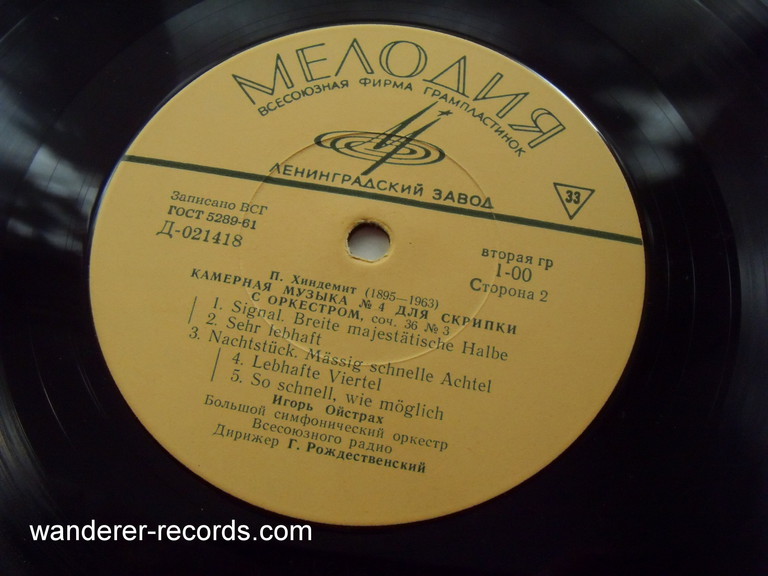 МЕЛОДИЯ
ВСЕСОЮЗНАЯ ФИРМА ГРАМПЛАСТИНОК
ЛЕНИНГРАДСКИЙ ЗАВОД
33
Записано ВСГ
ГОСТ 5289-61
Д-021418
вторая гр
1-00
Сторона 2
П. Хиндемит (1895—1963)
КАМЕРНАЯ МУЗЫКА № 4 ДЛЯ СКРИПКИ
С ОРКЕСТРОМ, соч. 36 № 3
1. Signal. Breite majestätische Halbe
2. Sehr lebhaft
3. Nachtstück. Mässig schnelle Achtel
4. Lebhafte Viertel
5. So schnell, wie möglich
Игорь Ойстрах
Большой симфонический оркестр
Всесоюзного радио
Дирижер Г. Рождественский
wanderer-records.com